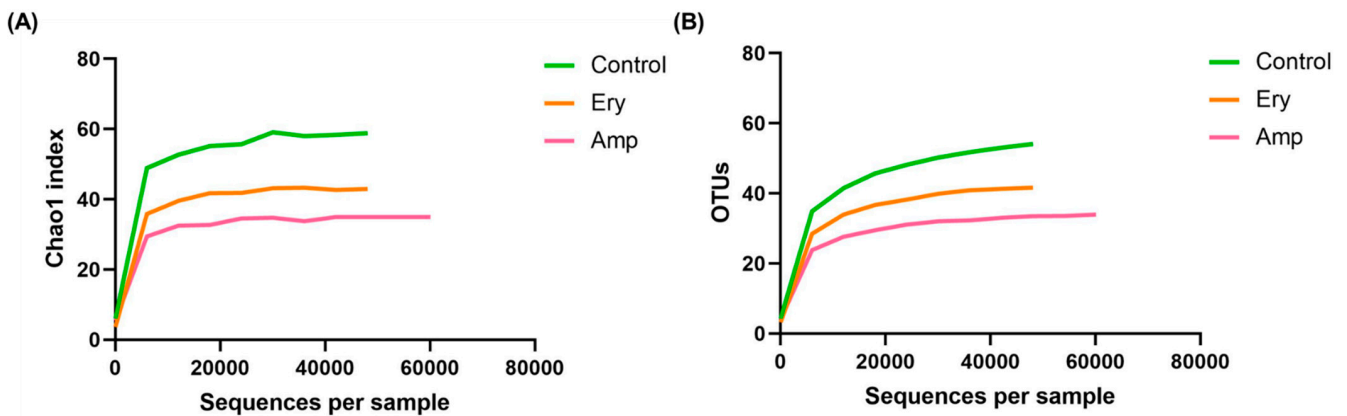 (A)
Chao1 index
80
60
40
20
0
0 20000 40000 60000 80000
Sequences per sample
Control
Ery
Amp
(B)
OTUs
80
60
40
20
0
0 20000 40000 60000 80000
Sequences per sample
Control
Ery
Amp